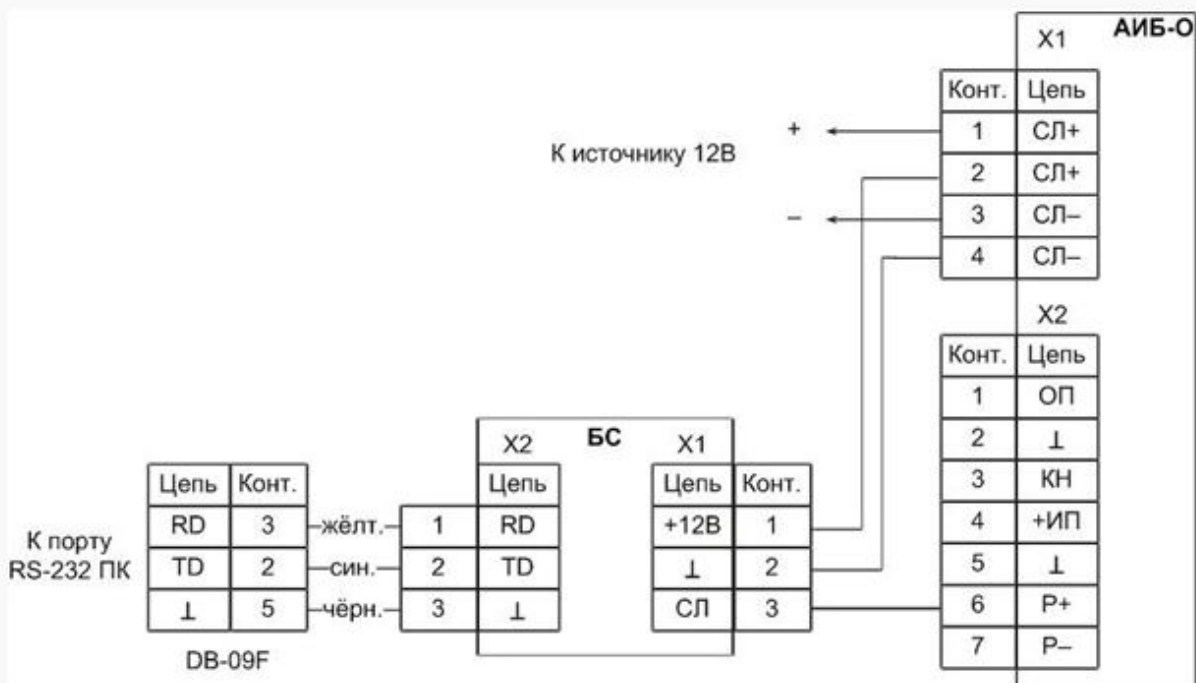 X1 АИБ-О
Конт. Цепь
1 СЛ+
2 СЛ+
3 СЛ–
4 СЛ–
+
К источнику 12В
–
X2
Конт. Цепь
1 ОП
2 ⊥
3 КН
4 +ИП
5 ⊥
6 Р+
7 Р–
X2 БС X1
Цепь Цепь Конт.
1 RD +12В 1
2 TD ⊥ 2
3 ⊥ СЛ 3
Цепь Конт.
RD 3 жёлт.
TD 2 син.
⊥ 5 чёрн.
К порту
RS-232 ПК
DB-09F